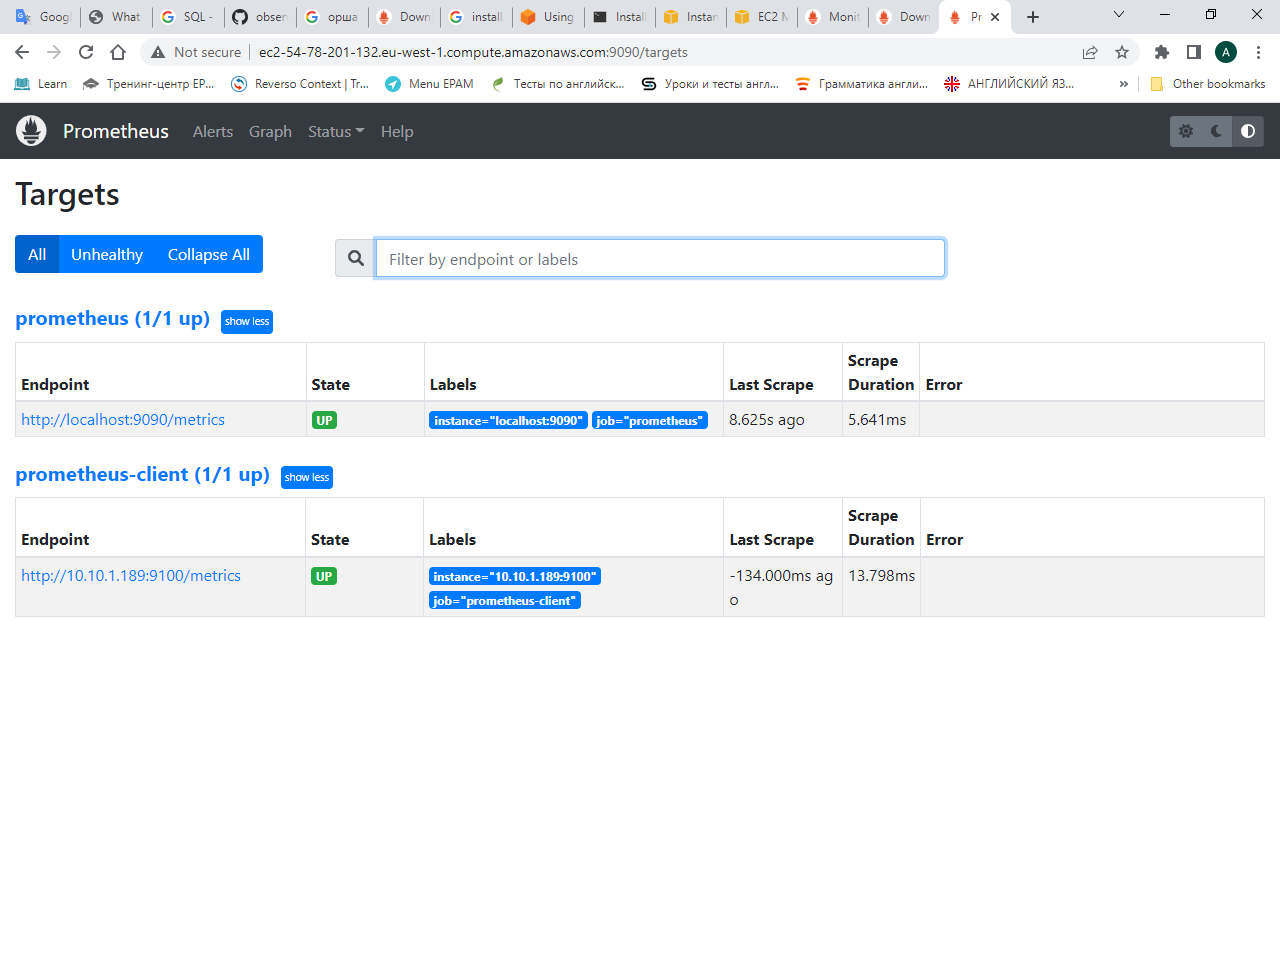 Googl
What
SQL -
obser
орша
Down
install
Using
Install
Instan
EC2 M
Monit
Down
Pr
Not secure
ec2-54-78-201-132.eu-west-1.compute.amazonaws.com:9090/targets
A
Learn
Тренинг-центр EP...
Reverso Context | Tr...
Menu EPAM
Тесты по английск...
Уроки и тесты англ...
Грамматика англи...
АНГЛИЙСКИЙ ЯЗ...
»
Other bookmarks
Prometheus Alerts Graph Status Help
Targets
All Unhealthy Collapse All
Filter by endpoint or labels
prometheus (1/1 up) show less
Endpoint State Labels Last Scrape Scrape Duration Error
http://localhost:9090/metrics UP instance="localhost:9090" job="prometheus" 8.625s ago 5.641ms
prometheus-client (1/1 up) show less
Endpoint State Labels Last Scrape Scrape Duration Error
http://10.10.1.189:9100/metrics UP instance="10.10.1.189:9100" job="prometheus-client" -134.000ms ago 13.798ms